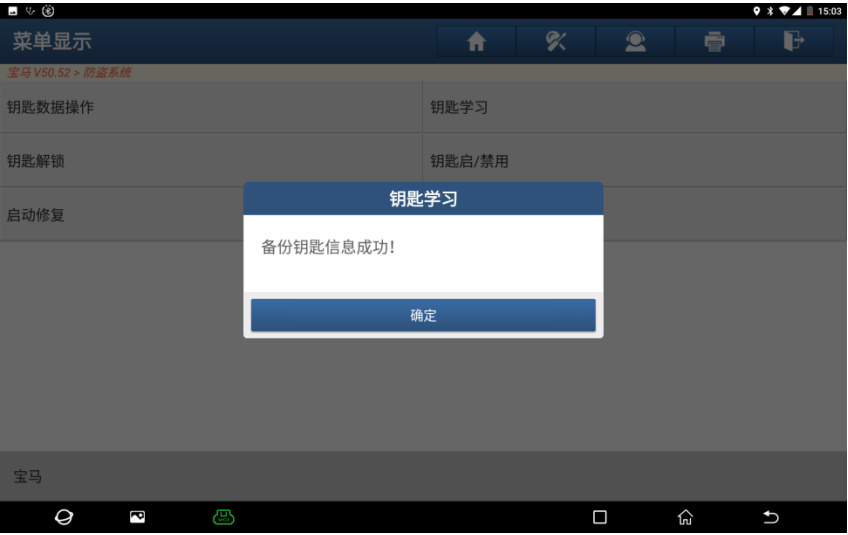 15:03
菜单显示
宝马 V50.52 > 防盗系统
钥匙数据操作
钥匙学习
钥匙解锁
钥匙启/禁用
启动修复
钥匙学习
备份钥匙信息成功!
确定
宝马